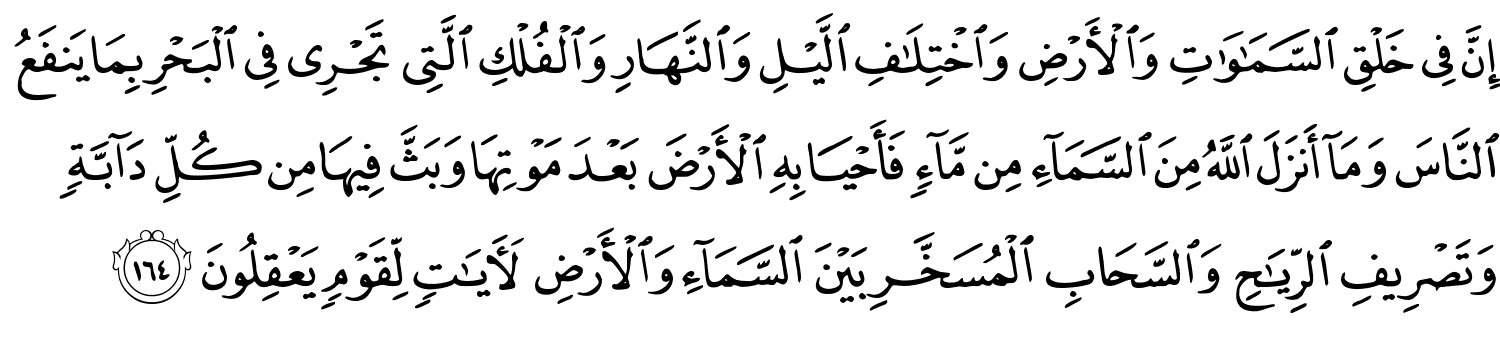 إِنَّ فِى خَلْقِ ٱلسَّمَـٰوَٰتِ وَٱلْأَرْضِ وَٱخْتِلَـٰفِ ٱلَّيْلِ وَٱلنَّهَارِ وَٱلْفُلْكِ ٱلَّتِى تَجْرِى فِى ٱلْبَحْرِ بِمَا يَنفَعُ
ٱلنَّاسَ وَمَآ أَنزَلَ ٱللَّهُ مِنَ ٱلسَّمَآءِ مِن مَّآءٍ فَأَحْيَا بِهِ ٱلْأَرْضَ بَعْدَ مَوْتِهَا وَبَثَّ فِيهَا مِن كُلِّ دَآبَّةٍ
وَتَصْرِيفِ ٱلرِّيَـٰحِ وَٱلسَّحَابِ ٱلْمُسَخَّرِ بَيْنَ ٱلسَّمَآءِ وَٱلْأَرْضِ لَـَٔايَـٰتٍ لِّقَوْمٍ يَعْقِلُونَ ١٦٤